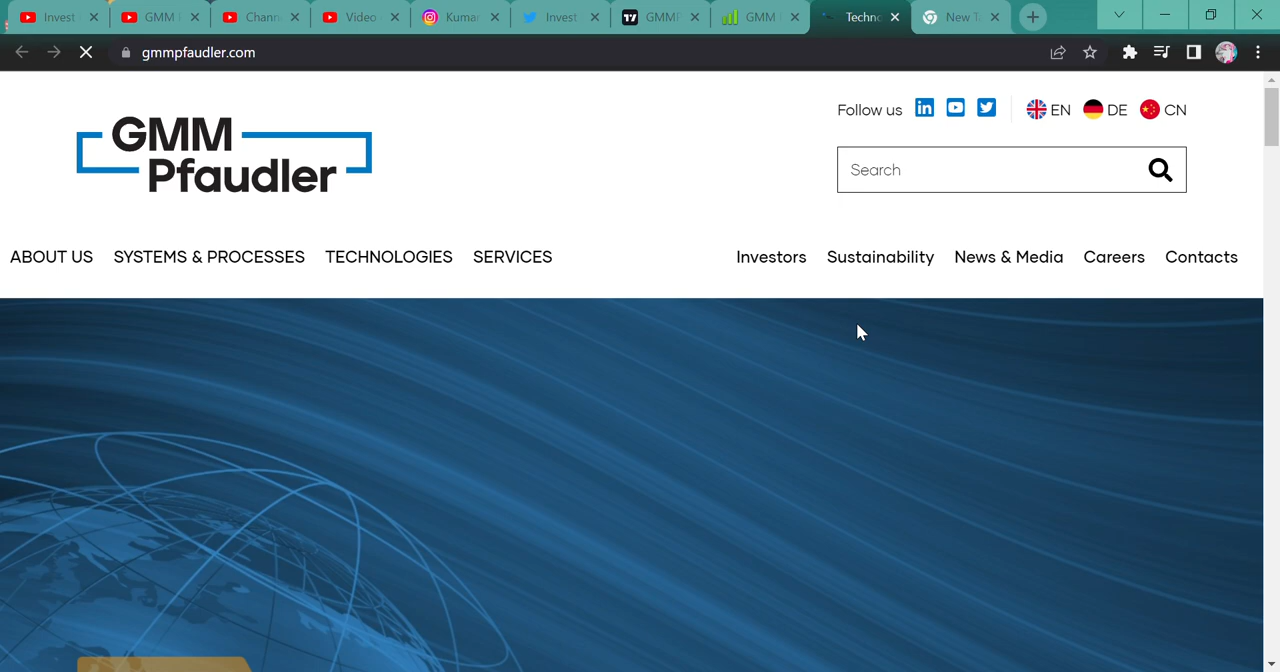 Invest
GMM
Chann
Video
Kumar
Invest
GMMP
GMM
Techno
New T
gmmpfaudler.com
GMM
Pfaudler
Follow us
EN
DE
CN
Search
ABOUT US
SYSTEMS & PROCESSES
TECHNOLOGIES
SERVICES
Investors
Sustainability
News & Media
Careers
Contacts